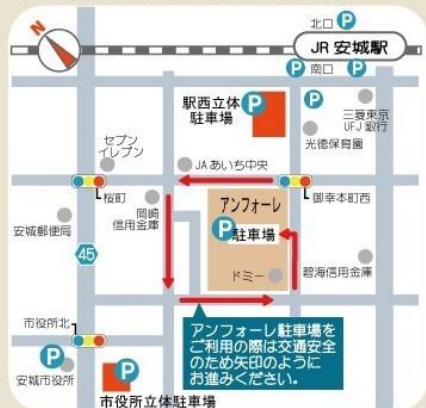 N
北口 P
JR 安城駅
P 南口 P
駅西立体
駐車場
P
P
三菱東京
UFJ 銀行
光徳保育園
セブン
イレブン
JAあいち中央
桜町
岡崎
信用金庫
アンフォーレ
P 駐車場
御幸本町西
安城郵便局
45
ドミー
碧海信用金庫
市役所北
アンフォーレ駐車場を
ご利用の際は交通安全
のため矢印のように
お進みください。
P
安城市役所
P
市役所立体駐車場